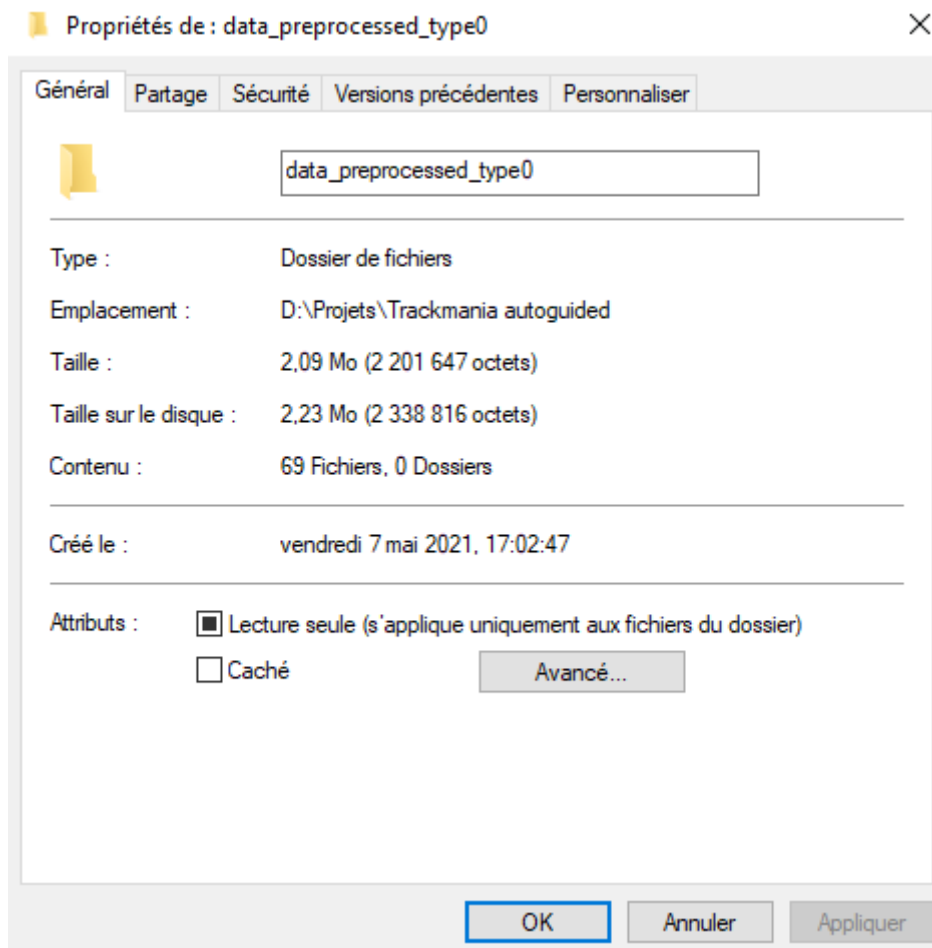 Propriétés de : data_preprocessed_type0
Général Partage Sécurité Versions précédentes Personnaliser
data_preprocessed_type0
Type : Dossier de fichiers
Emplacement : D:\Projets\Trackmania autoguided
Taille : 2,09 Mo (2 201 647 octets)
Taille sur le disque : 2,23 Mo (2 338 816 octets)
Contenu : 69 Fichiers, 0 Dossiers
Créé le : vendredi 7 mai 2021, 17:02:47
Attributs : Lecture seule (s'applique uniquement aux fichiers du dossier)
Caché Avancé...
OK Annuler Appliquer